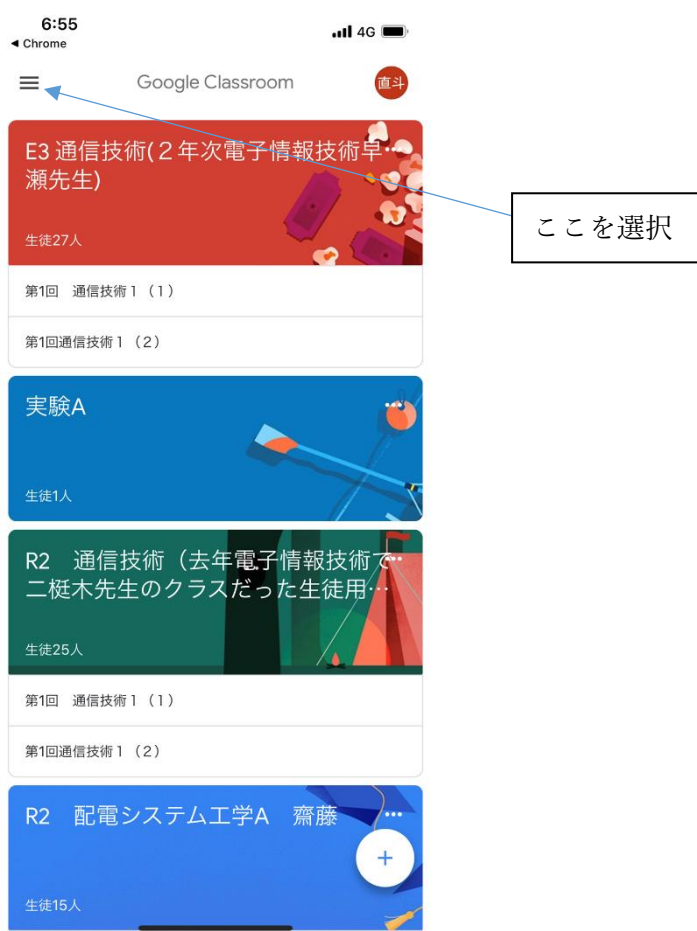 6:55
4G
◀ Chrome
Google Classroom
直斗
E3 通信技術(２年次電子情報技術早…
瀬先生)
生徒27人
ここを選択
第1回　通信技術１（１）
第1回通信技術１（２）
実験A
生徒1人
R2　通信技術（去年電子情報技術で
二梃木先生のクラスだった生徒用…
生徒25人
第1回　通信技術１（１）
第1回通信技術１（２）
R2　配電システム工学A　齋藤
生徒15人